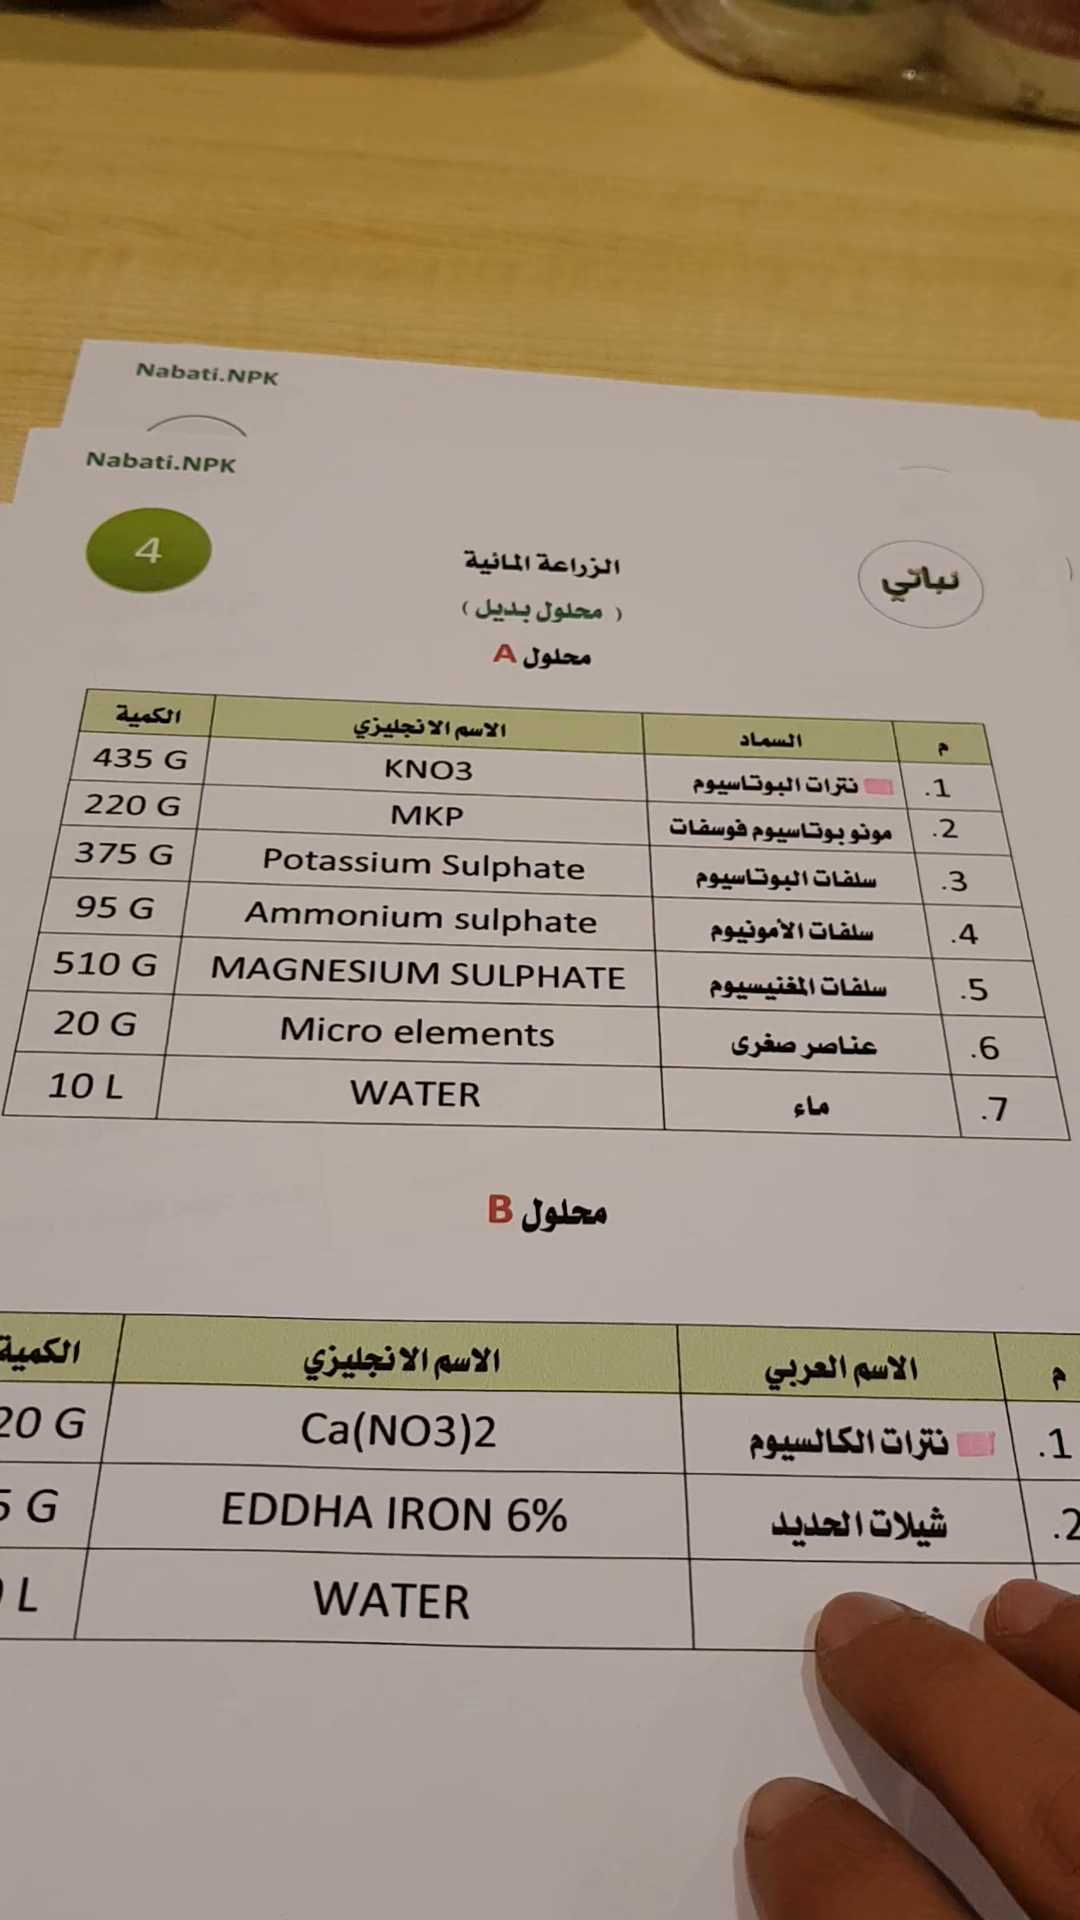 Nabati.NPK
Nabati.NPK
4
نباتي
الزراعة المائية
( محلول بديل )
محلول A
م السماد الاسم الانجليزي الكمية
1. نترات البوتاسيوم KNO3 435 G
2. مونو بوتاسيوم فوسفات MKP 220 G
3. سلفات البوتاسيوم Potassium Sulphate 375 G
4. سلفات الأمونيوم Ammonium sulphate 95 G
5. سلفات المغنيسيوم MAGNESIUM SULPHATE 510 G
6. عناصر صغرى Micro elements 20 G
7. ماء WATER 10 L
محلول B
م الاسم العربي الاسم الانجليزي الكمية
1. نترات الكالسيوم Ca(NO3)2 20 G
2. شيلات الحديد EDDHA IRON 6% 5 G
WATER L